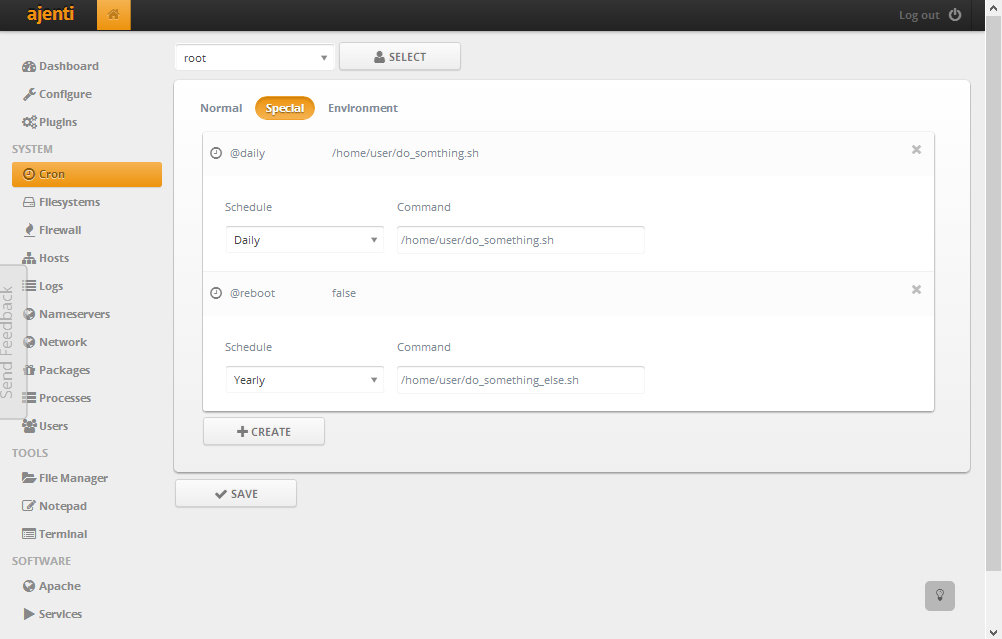 ajenti
Log out
Dashboard
Configure
Plugins
SYSTEM
Cron
Filesystems
Firewall
Hosts
Logs
Nameservers
Network
Packages
Processes
Users
TOOLS
File Manager
Notepad
Terminal
SOFTWARE
Apache
Services
Send Feedback
root
SELECT
Normal Special Environment
@daily /home/user/do_somthing.sh
Schedule Command
Daily /home/user/do_something.sh
@reboot false
Schedule Command
Yearly /home/user/do_something_else.sh
CREATE
SAVE